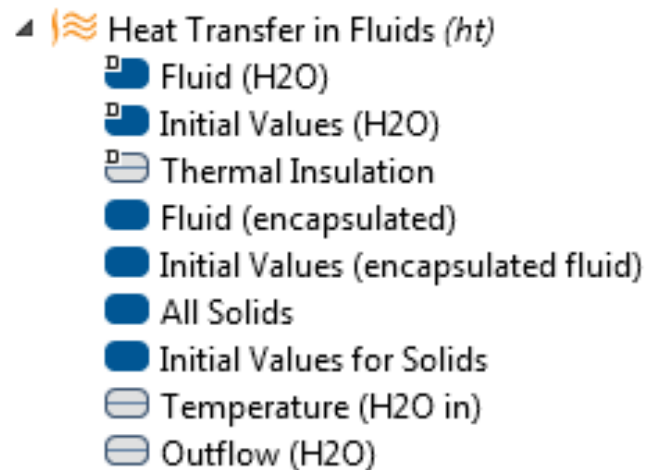 Heat Transfer in Fluids (ht)
D Fluid (H2O)
D Initial Values (H2O)
D Thermal Insulation
Fluid (encapsulated)
Initial Values (encapsulated fluid)
All Solids
Initial Values for Solids
Temperature (H2O in)
Outflow (H2O)